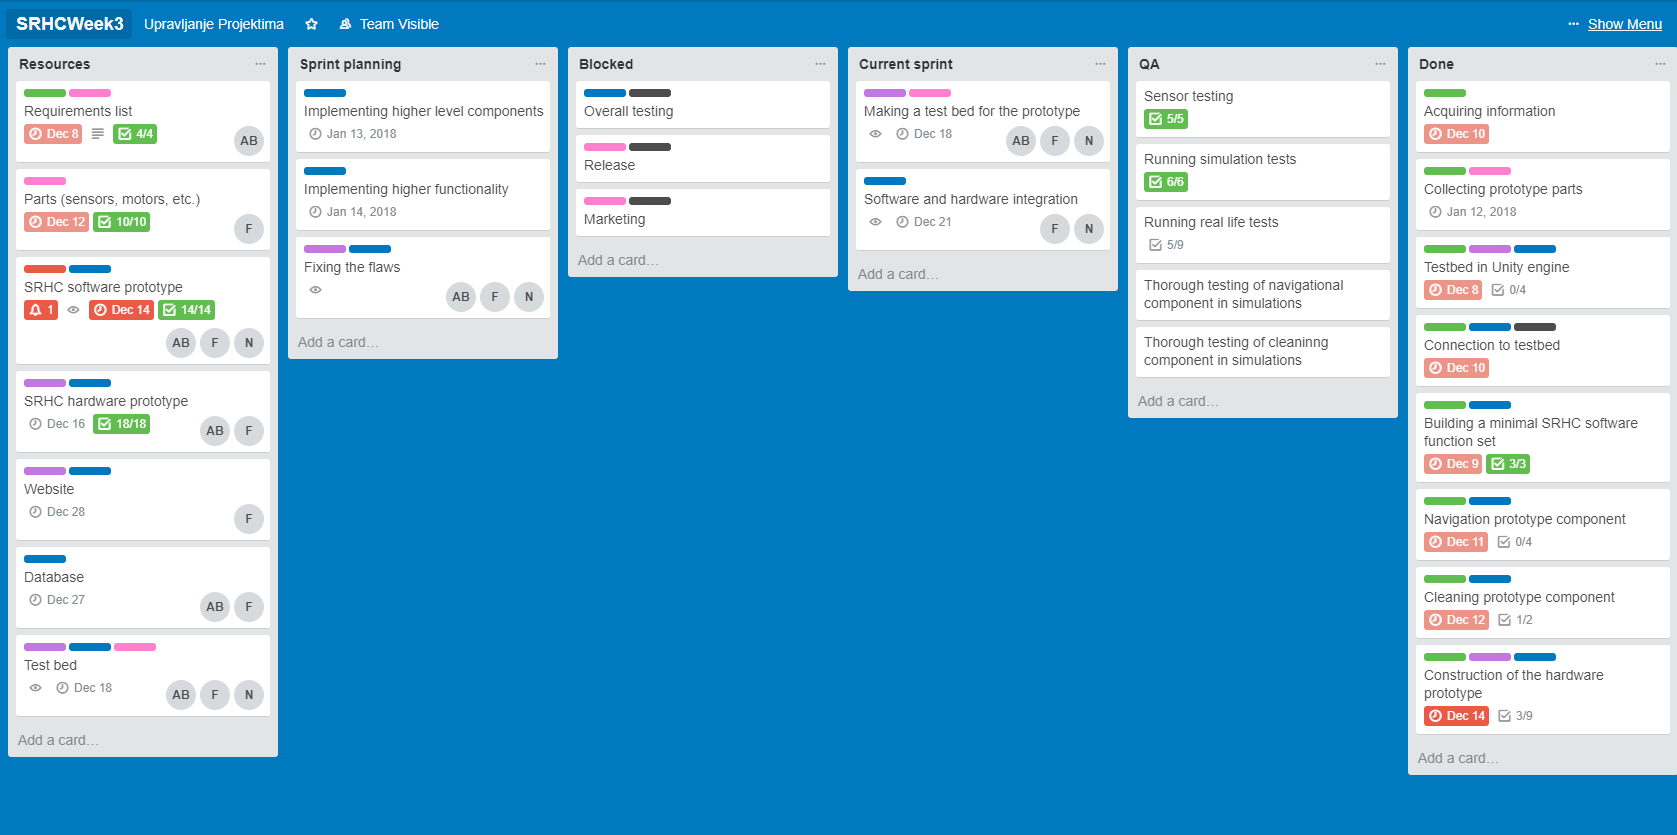 SRHCWeek3
Upravljanje Projektima
Team Visible
Show Menu
Resources
Requirements list
Dec 8
4/4
AB
Parts (sensors, motors, etc.)
Dec 12
10/10
F
SRHC software prototype
1
Dec 14
14/14
AB F N
SRHC hardware prototype
Dec 16
18/18
AB F
Website
Dec 28
F
Database
Dec 27
AB F
Test bed
Dec 18
AB F N
Add a card…
Sprint planning
Implementing higher level components
Jan 13, 2018
Implementing higher functionality
Jan 14, 2018
Fixing the flaws
AB F N
Add a card…
Blocked
Overall testing
Release
Marketing
Add a card…
Current sprint
Making a test bed for the prototype
Dec 18
AB F N
Software and hardware integration
Dec 21
F N
Add a card…
QA
Sensor testing
5/5
Running simulation tests
6/6
Running real life tests
5/9
Thorough testing of navigational
component in simulations
Thorough testing of cleaninng
component in simulations
Add a card…
Done
Acquiring information
Dec 10
Collecting prototype parts
Jan 12, 2018
Testbed in Unity engine
Dec 8
0/4
Connection to testbed
Dec 10
Building a minimal SRHC software
function set
Dec 9
3/3
Navigation prototype component
Dec 11
0/4
Cleaning prototype component
Dec 12
1/2
Construction of the hardware
prototype
Dec 14
3/9
Add a card…